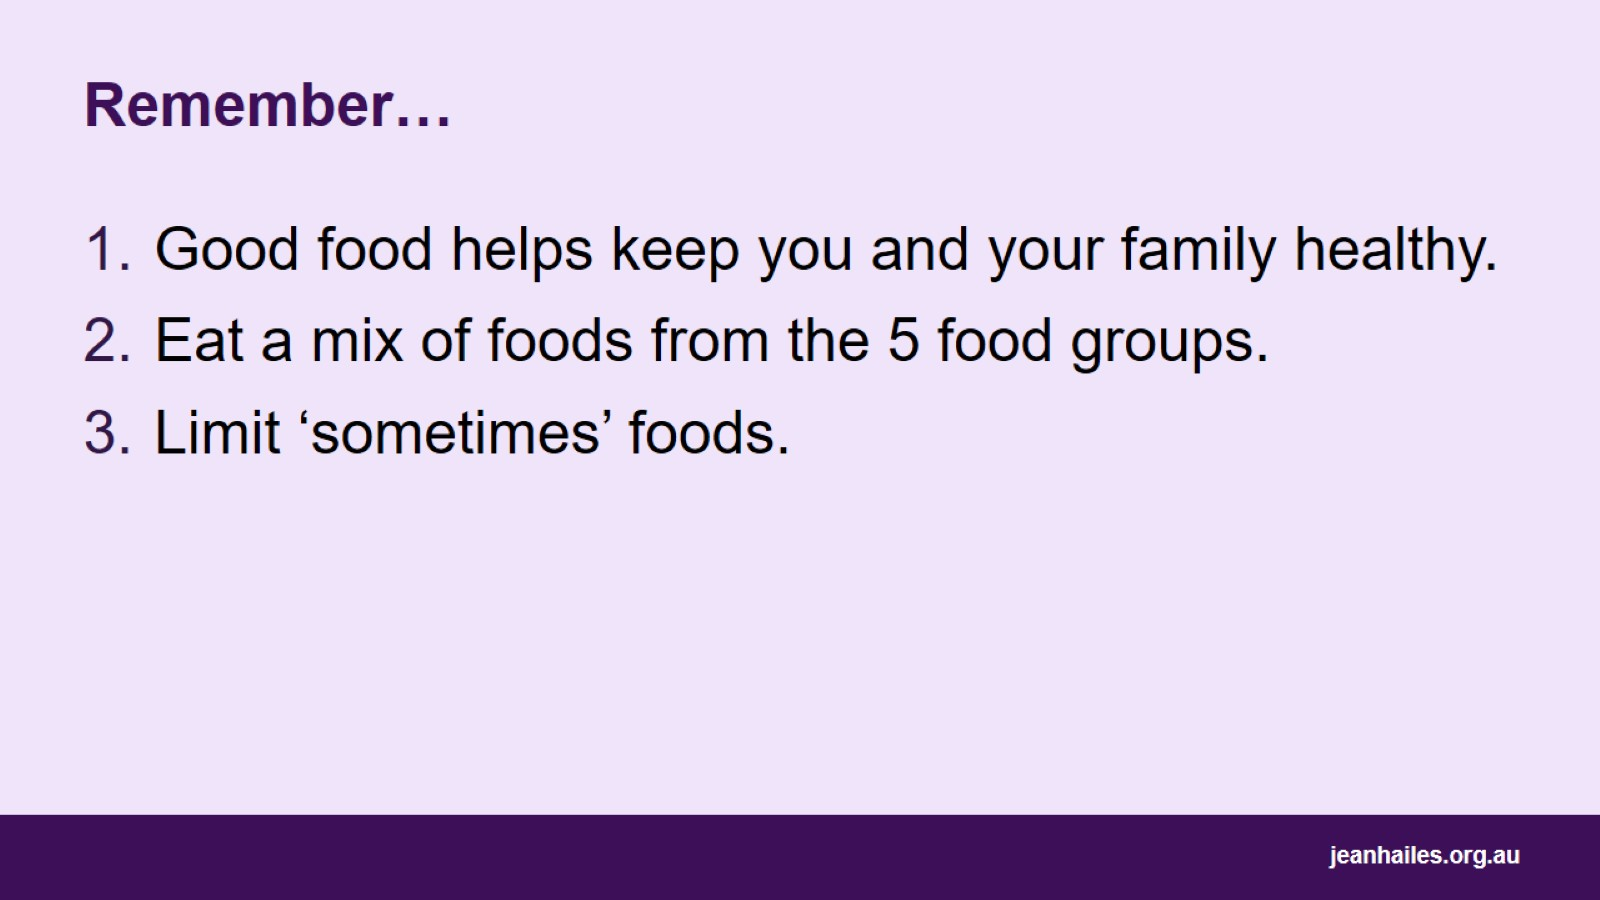 Remember…
1. Good food helps keep you and your family healthy.
2. Eat a mix of foods from the 5 food groups.
3. Limit ‘sometimes’ foods.
jeanhailes.org.au